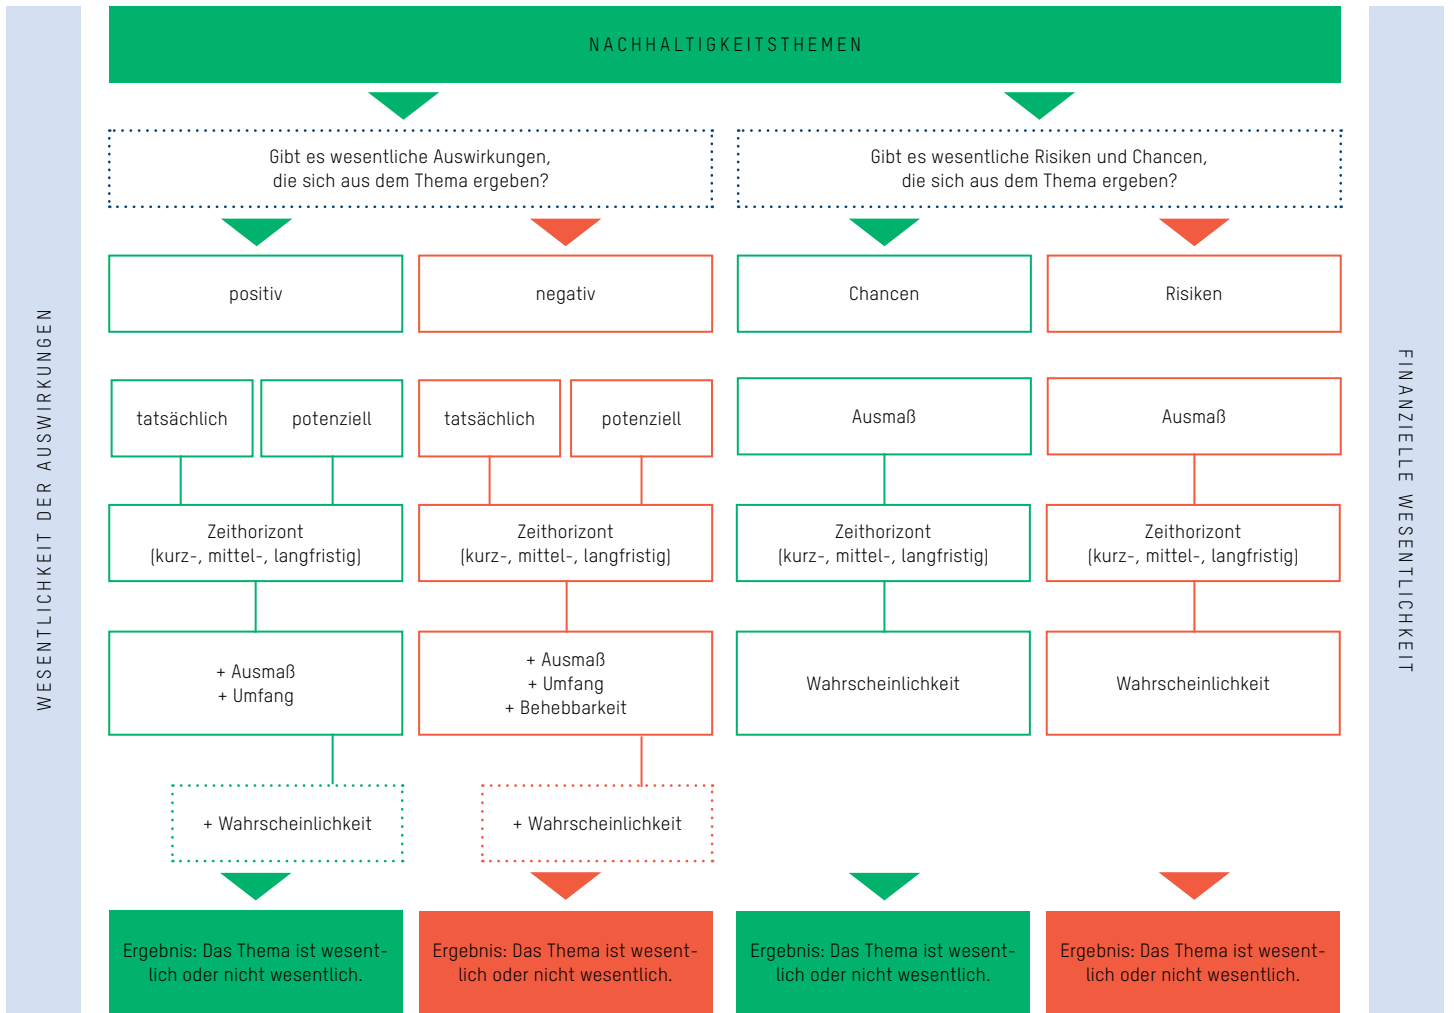 NACHHALTIGKEITSTHEMEN
WESENTLICHKEIT DER AUSWIRKUNGEN
Gibt es wesentliche Auswirkungen,
die sich aus dem Thema ergeben?
positiv
negativ
tatsächlich
potenziell
tatsächlich
potenziell
Zeithorizont
(kurz-, mittel-, langfristig)
Zeithorizont
(kurz-, mittel-, langfristig)
+ Ausmaß
+ Umfang
+ Ausmaß
+ Umfang
+ Behebbarkeit
+ Wahrscheinlichkeit
+ Wahrscheinlichkeit
Ergebnis: Das Thema ist wesent-
lich oder nicht wesentlich.
Ergebnis: Das Thema ist wesent-
lich oder nicht wesentlich.
Gibt es wesentliche Risiken und Chancen,
die sich aus dem Thema ergeben?
Chancen
Risiken
Ausmaß
Ausmaß
Zeithorizont
(kurz-, mittel-, langfristig)
Zeithorizont
(kurz-, mittel-, langfristig)
Wahrscheinlichkeit
Wahrscheinlichkeit
Ergebnis: Das Thema ist wesent-
lich oder nicht wesentlich.
Ergebnis: Das Thema ist wesent-
lich oder nicht wesentlich.
FINANZIELLE WESENTLICHKEIT